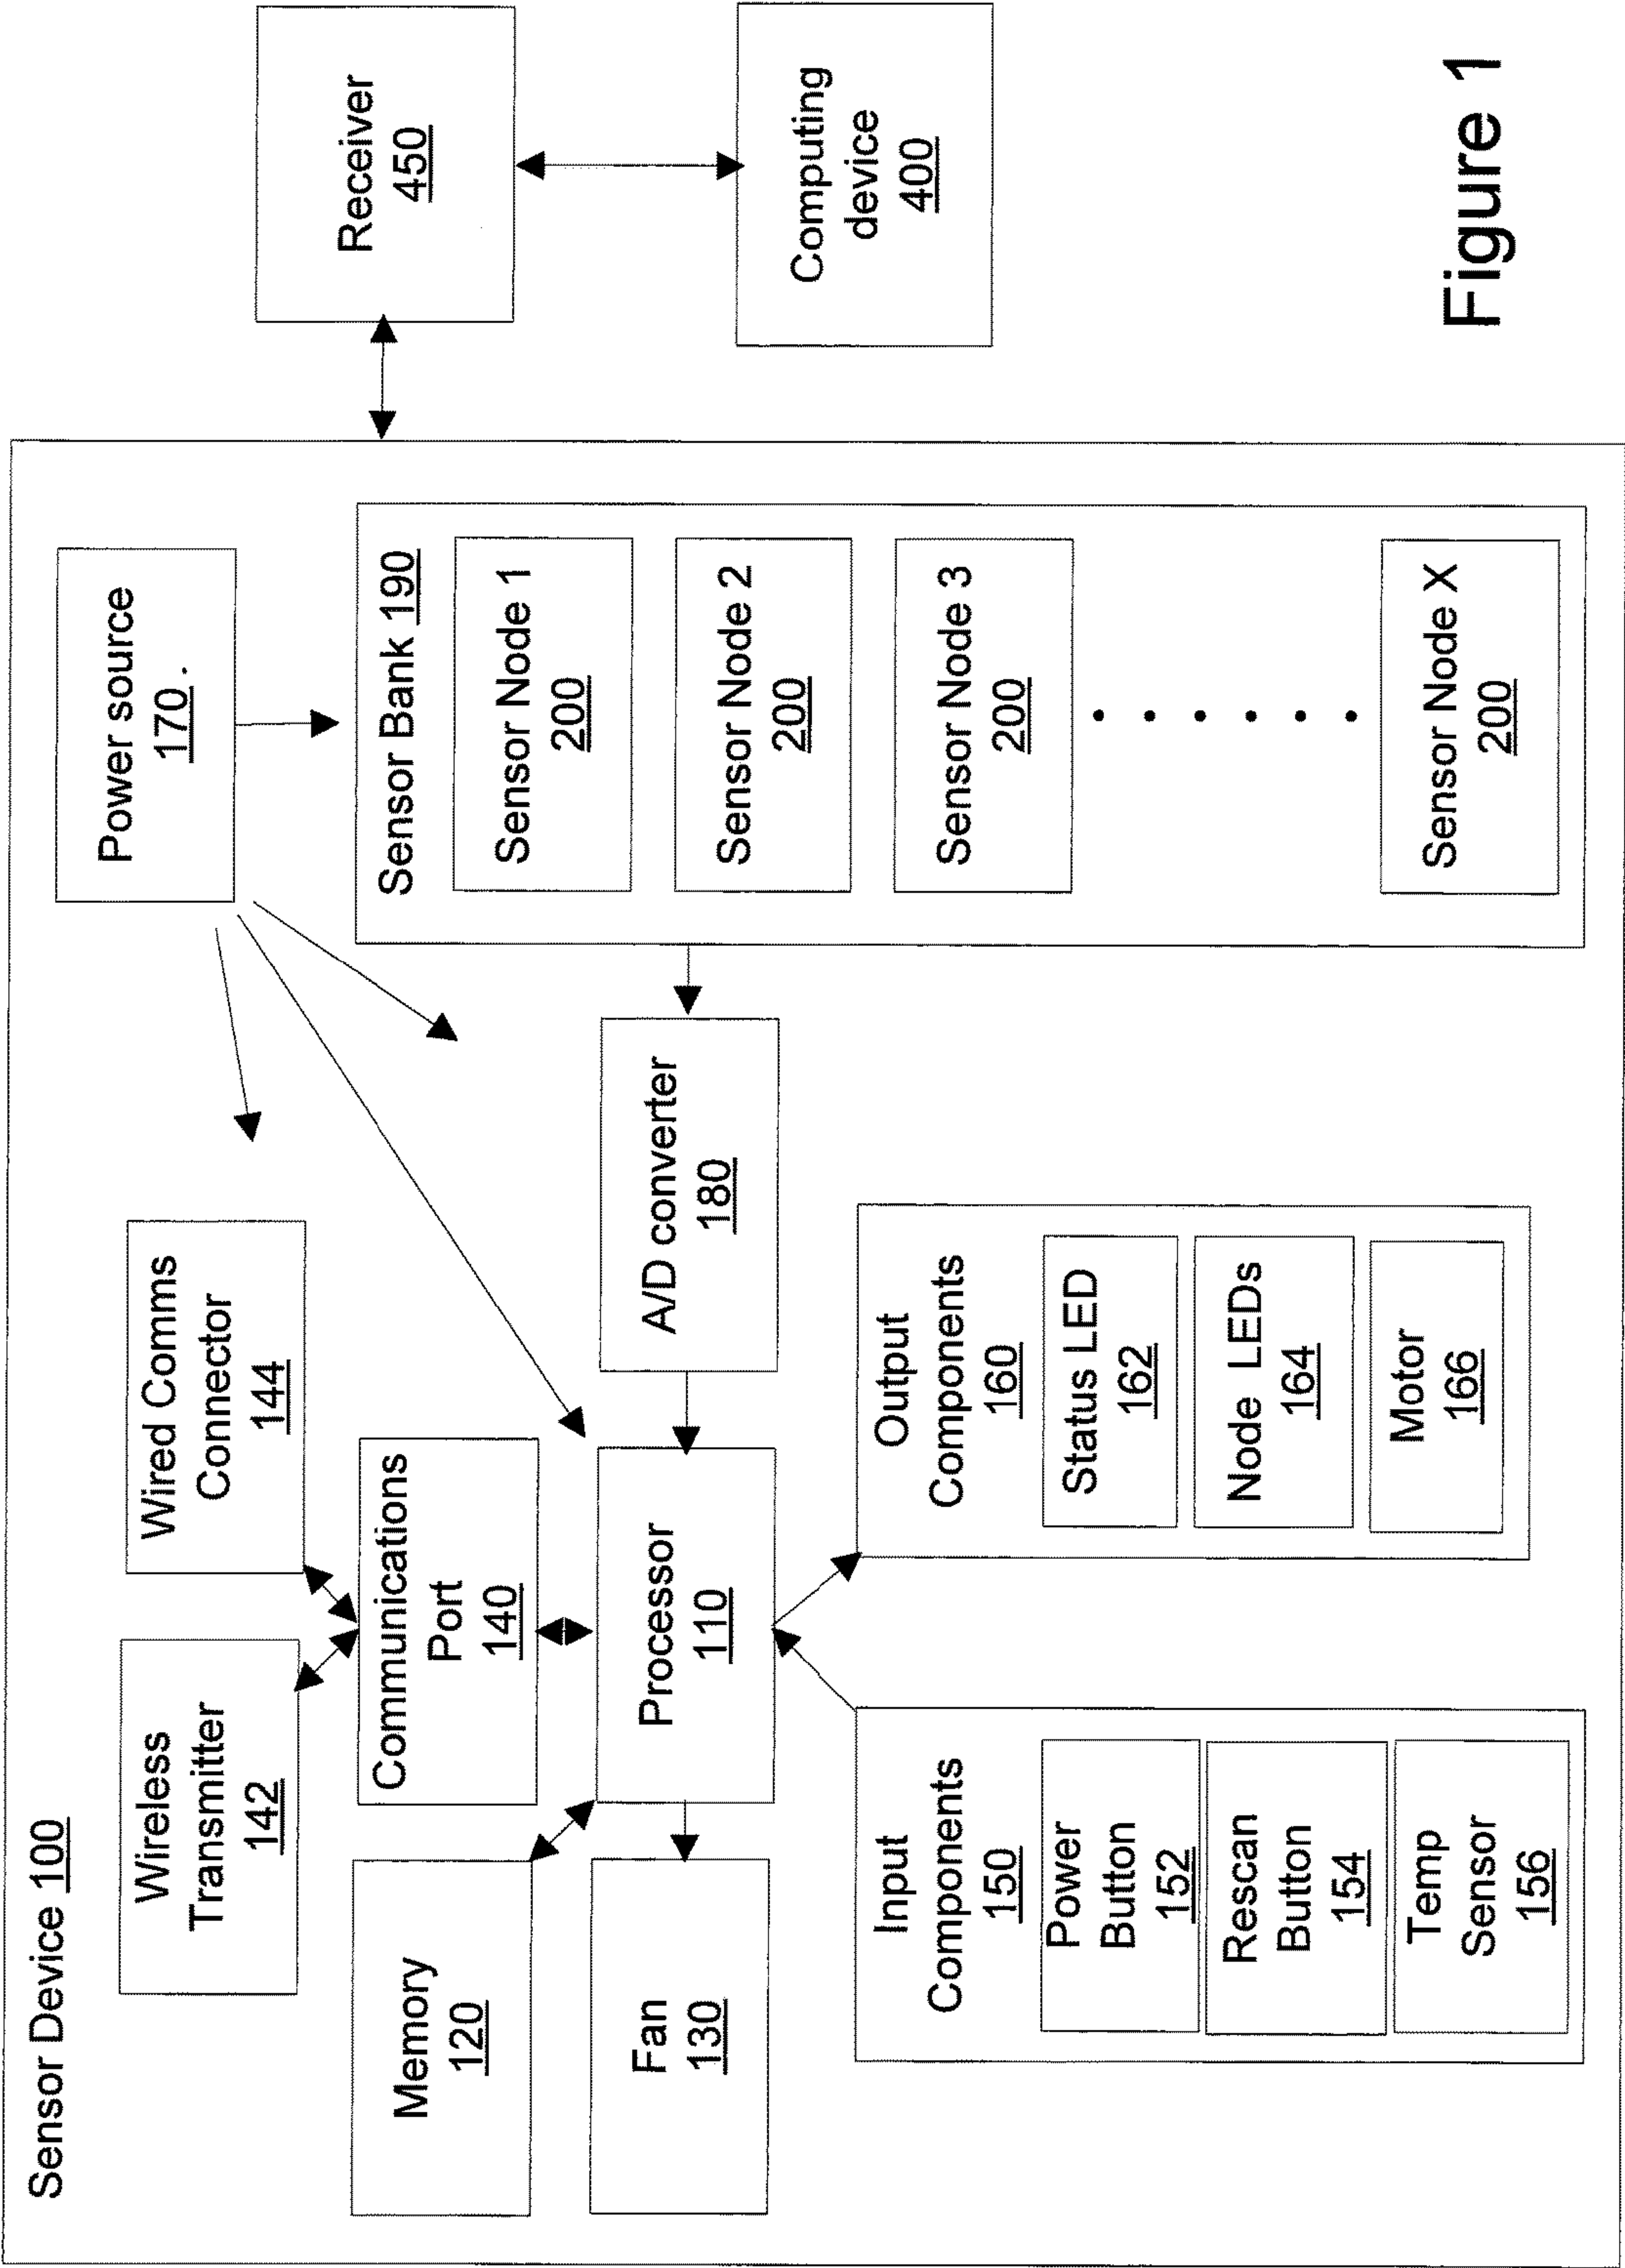 Sensor Device 100
Wireless
Transmitter
142
Wired Comms
Connector
144
Power source
170.
Memory
120
Communications
Port
140
Fan
130
Processor
110
A/D converter
180
Sensor Bank 190
Sensor Node 1
200
Sensor Node 2
200
Sensor Node 3
200
Sensor Node X
200
Input
Components
150
Power
Button
152
Rescan
Button
154
Temp
Sensor
156
Output
Components
160
Status LED
162
Node LEDs
164
Motor
166
Receiver
450
Computing
device
400
Figure 1